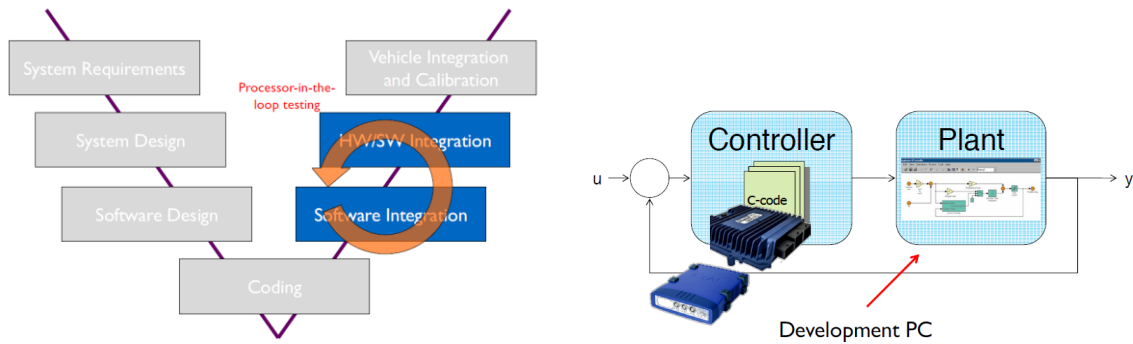 System Requirements
Vehicle Integration
and Calibration
Processor-in-the-
loop testing
System Design
HW/SW Integration
Software Design
Software Integration
Coding
Controller
Plant
C-code
u
y
Development PC